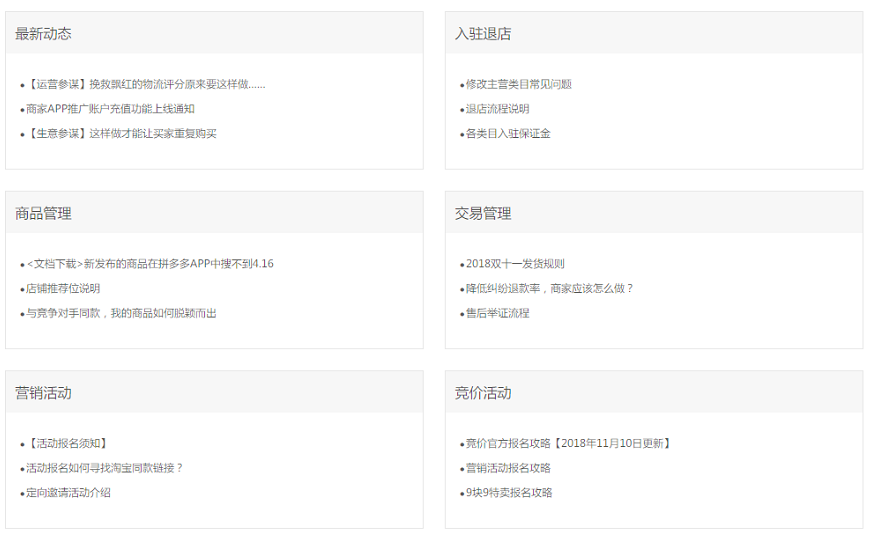 最新动态
•【运营参谋】挽救飘红的物流评分原来要这样做......
•商家APP推广账户充值功能上线通知
•【生意参谋】这样做才能让买家重复购买
入驻退店
•修改主营类目常见问题
•退店流程说明
•各类目入驻保证金
商品管理
•<文档下载>新发布的商品在拼多多APP中搜不到4.16
•店铺推荐位说明
•与竞争对手同款，我的商品如何脱颖而出
交易管理
•2018双十一发货规则
•降低纠纷退款率，商家应该怎么做？
•售后举证流程
营销活动
•【活动报名须知】
•活动报名如何寻找淘宝同款链接？
•定向邀请活动介绍
竞价活动
•竞价官方报名攻略【2018年11月10日更新】
•营销活动报名攻略
•9块9特卖报名攻略